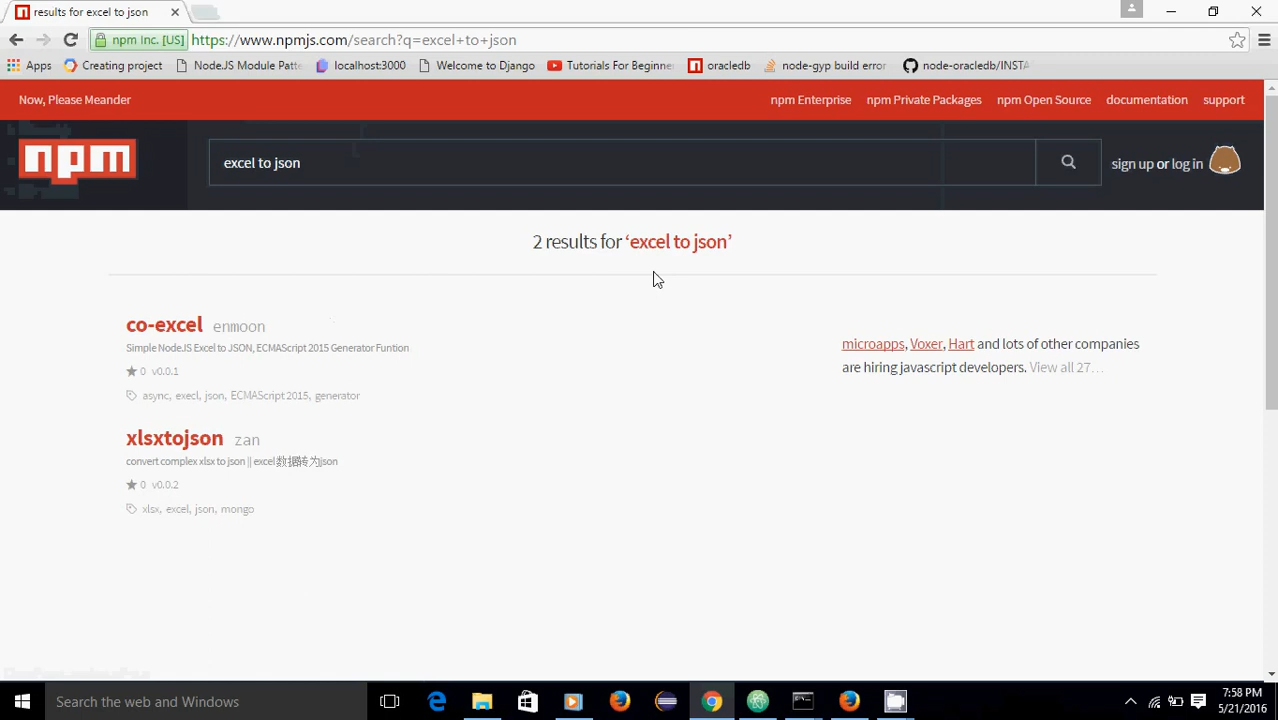 results for excel to json
npm Inc. [US] https://www.npmjs.com/search?q=excel+to+json
Apps Creating project NodeJS Module Patte localhost:3000 Welcome to Django Tutorials For Beginne oracledb node-gyp build error node-oracledb/INSTA
Now, Please Meander npm Enterprise npm Private Packages npm Open Source documentation support
npm excel to json sign up or log in
2 results for ‘excel to json’
co-excel enmoon
Simple NodeJS Excel to JSON, ECMAScript 2015 Generator Funtion
0 v0.0.1
async, execl, json, ECMAScript 2015, generator
microapps, Voxer, Hart and lots of other companies
are hiring javascript developers. View all 27…
xlsxtojson zan
convert complex xlsx to json || excel数据转为json
0 v0.0.2
xlsx, excel, json, mongo
Search the web and Windows
7:58 PM
5/21/2016